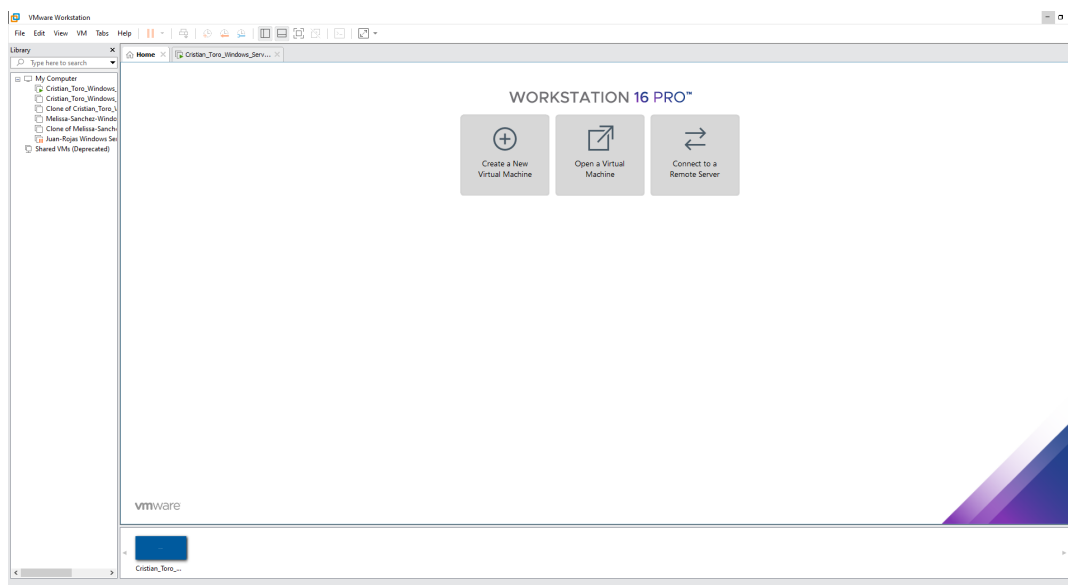 VMware Workstation
File Edit View VM Tabs Help
Library
Type here to search
My Computer
Cristian_Toro_Windows_
Cristian_Toro_Windows_
Clone of Cristian_Toro_
Melissa-Sanchez-Windo
Clone of Melissa-Sanch
Juan-Rojas Windows Se
Shared VMs (Deprecated)
Home
Cristian_Toro_Windows_Serv...
WORKSTATION 16 PRO™
Create a New
Virtual Machine
Open a Virtual
Machine
Connect to a
Remote Server
vmware
Cristian_Toro_...